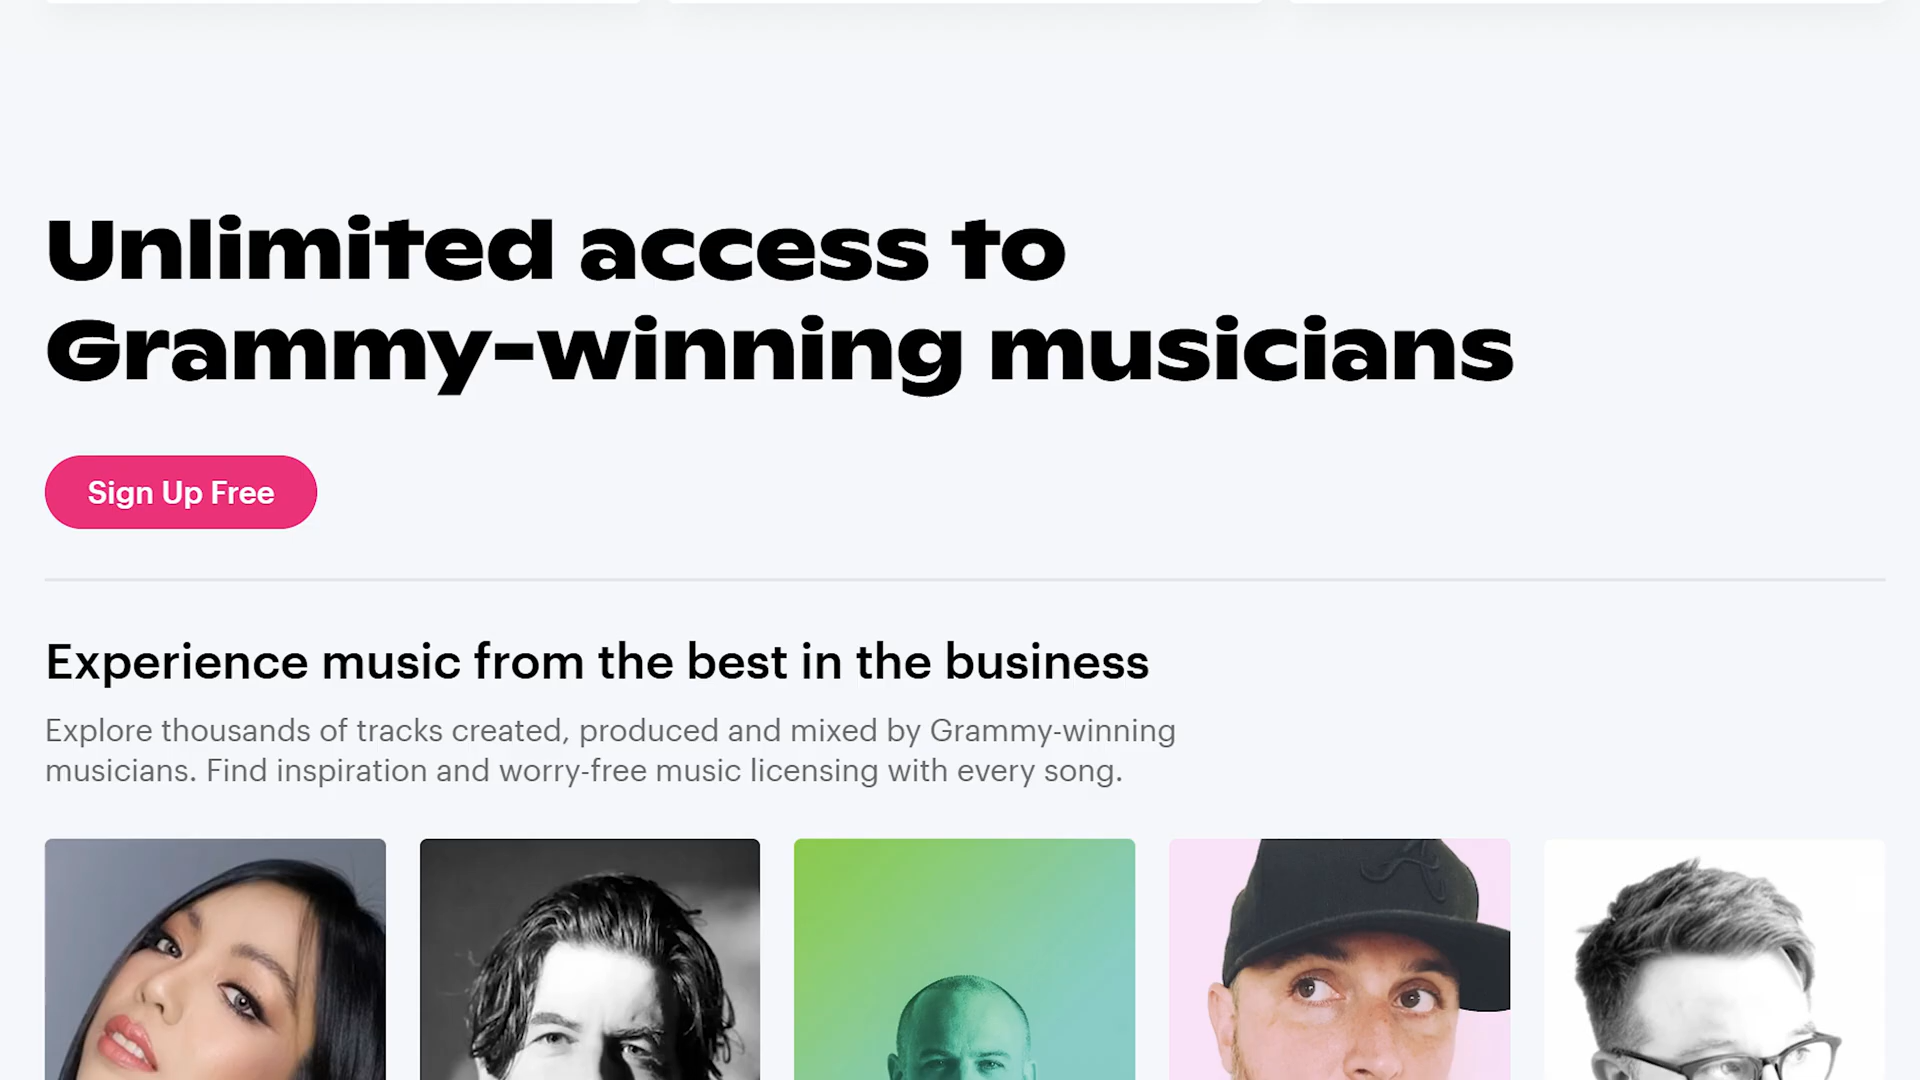 Unlimited access to
Grammy-winning musicians
Sign Up Free
Experience music from the best in the business
Explore thousands of tracks created, produced and mixed by Grammy-winning
musicians. Find inspiration and worry-free music licensing with every song.